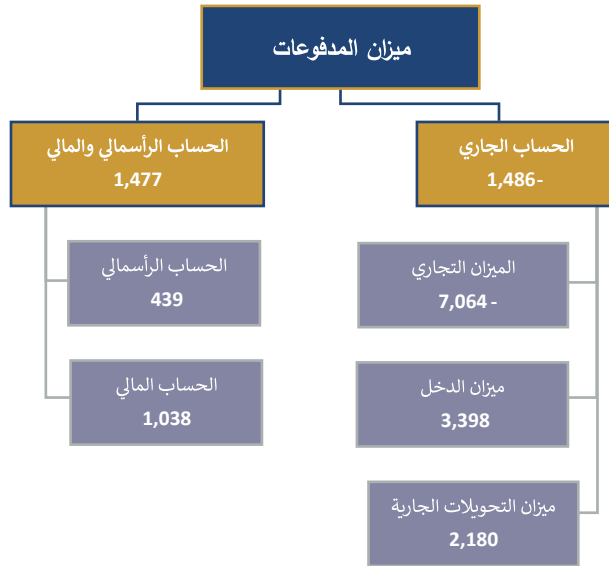 ميزان المدفوعات
الحساب الجاري
1,486-
الميزان التجاري
7,064 -
ميزان الدخل
3,398
ميزان التحويلات الجارية
2,180
الحساب الرأسمالي والمالي
1,477
الحساب الرأسمالي
439
الحساب المالي
1,038